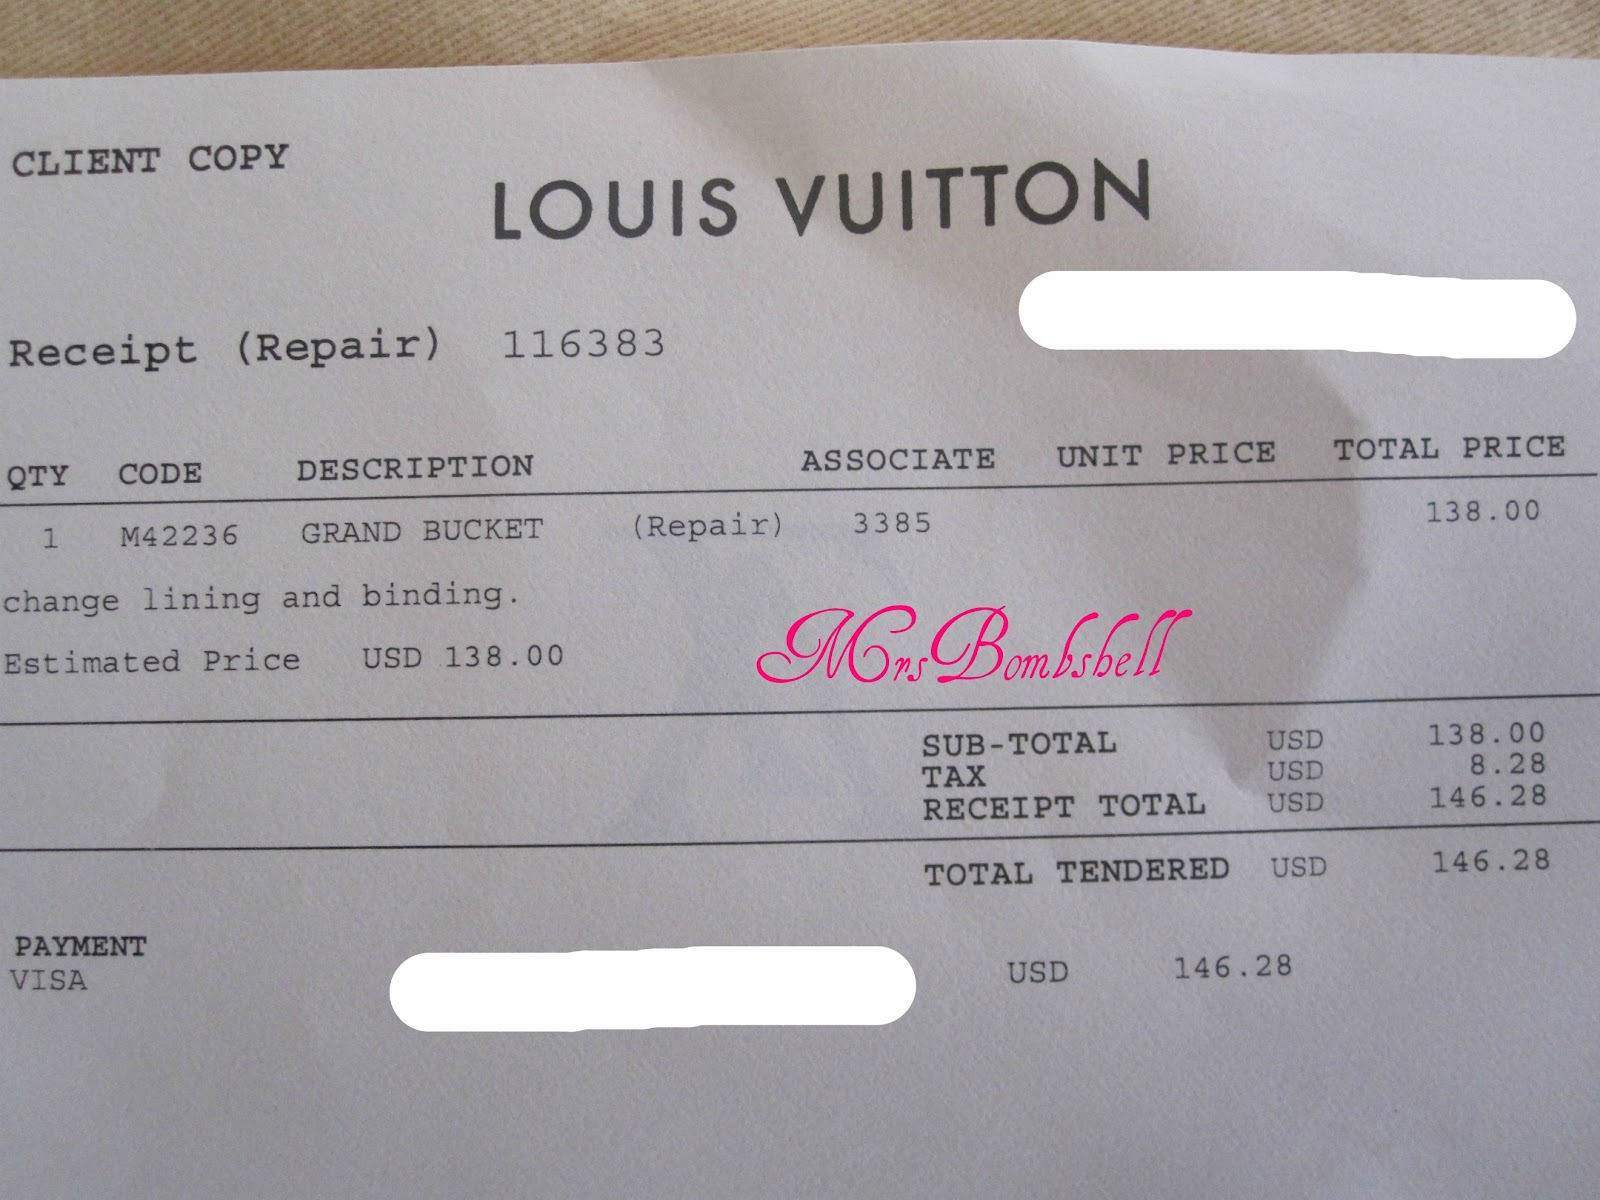 CLIENT COPY
LOUIS VUITTON
Receipt (Repair) 116383
QTY CODE DESCRIPTION ASSOCIATE UNIT PRICE TOTAL PRICE
1 M42236 GRAND BUCKET (Repair) 3385 138.00
change lining and binding.
Estimated Price USD 138.00
MrsBombshell
SUB-TOTAL USD 138.00
TAX USD 8.28
RECEIPT TOTAL USD 146.28
TOTAL TENDERED USD 146.28
PAYMENT
VISA USD 146.28